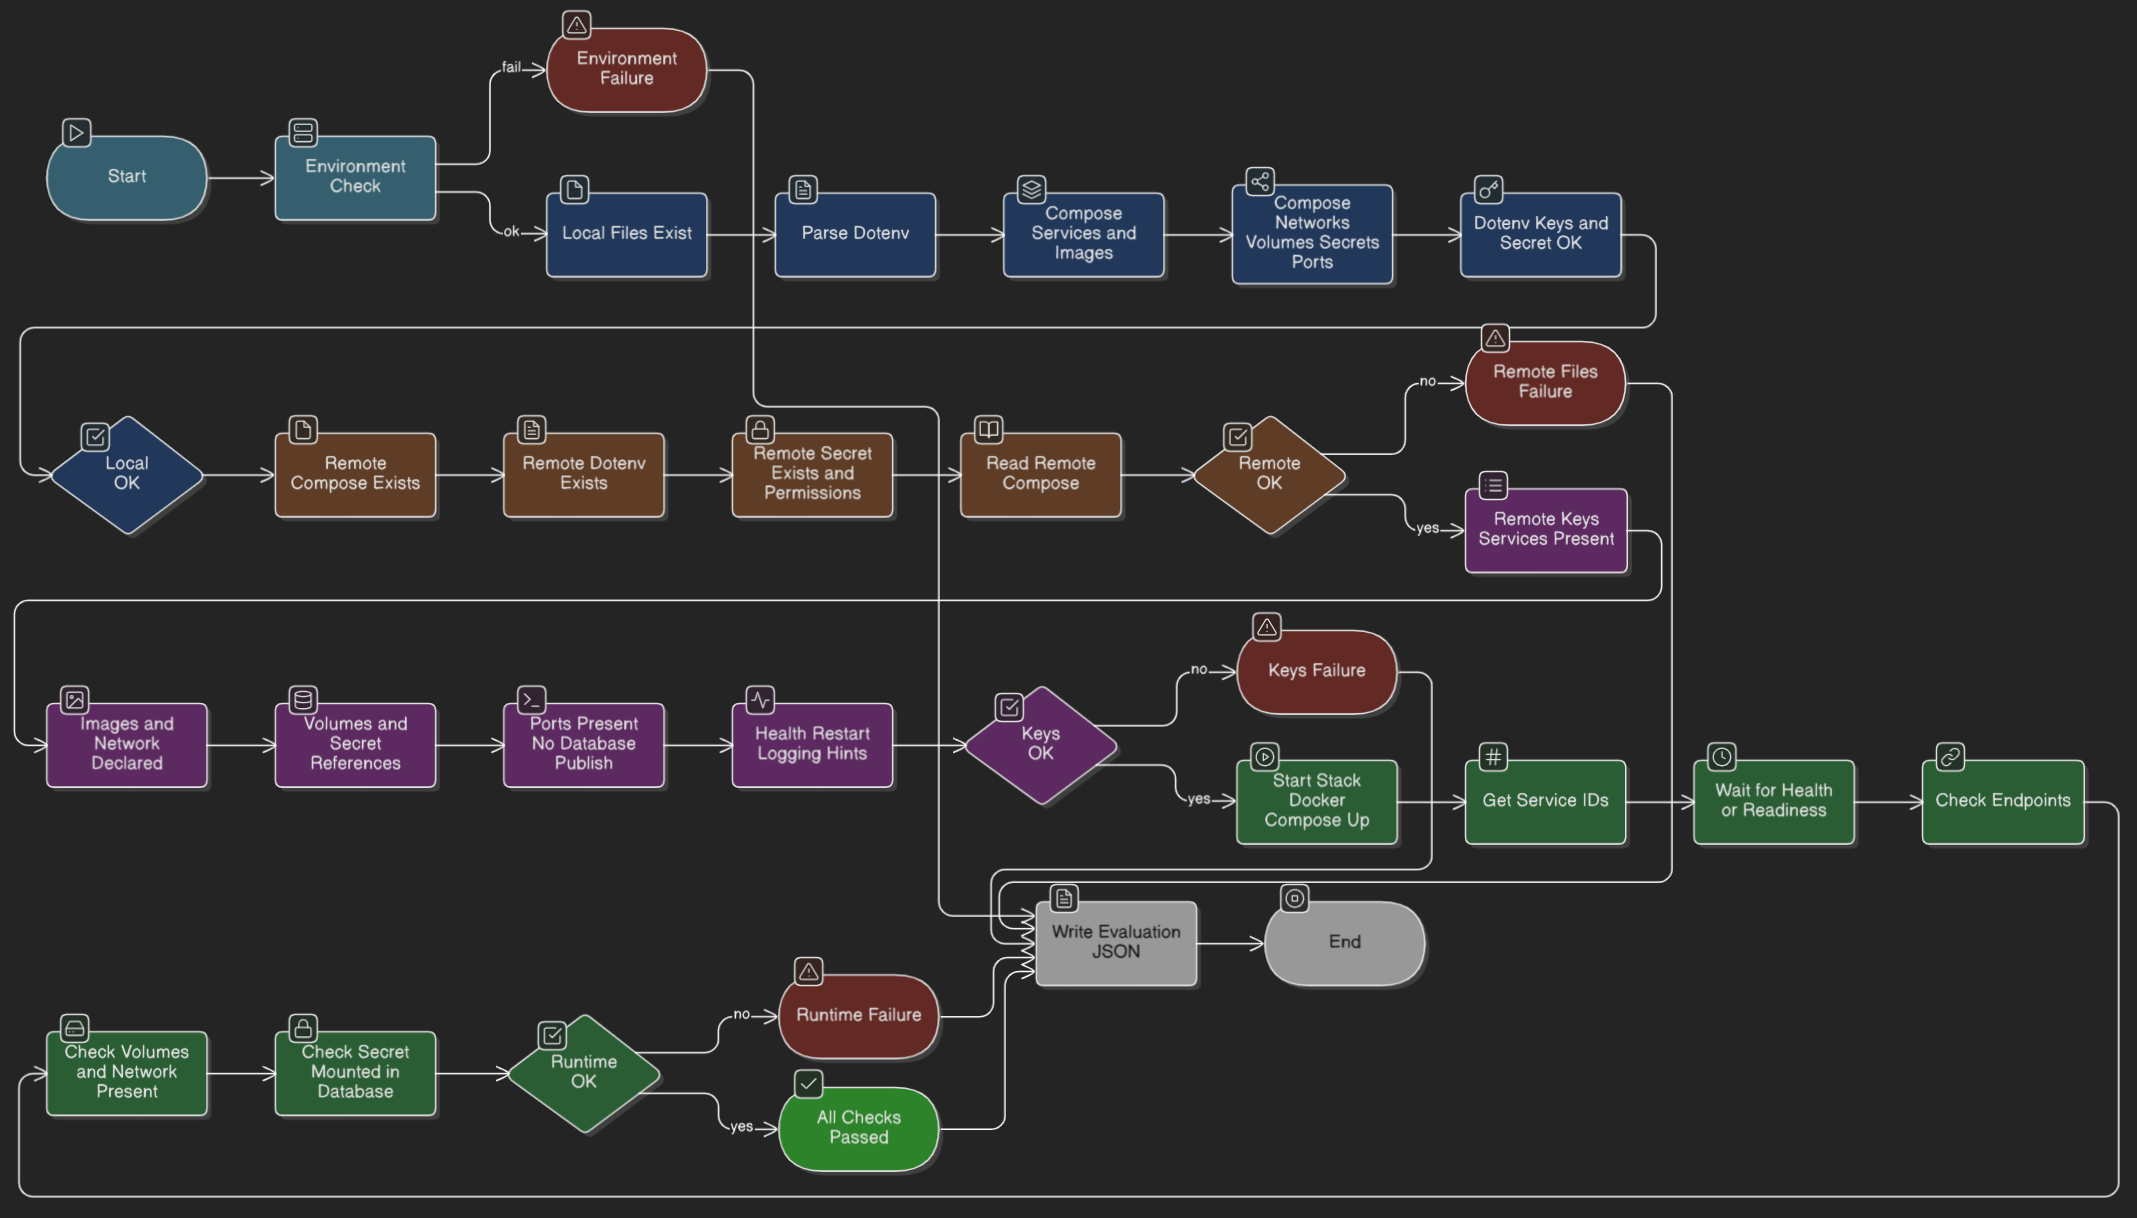 Environment
Failure
fail
Start
Environment
Check
ok
Local Files Exist
Parse Dotenv
Compose
Services and
Images
Compose
Networks
Volumes Secrets
Ports
Dotenv Keys and
Secret OK
Local
OK
Remote
Compose Exists
Remote Dotenv
Exists
Remote Secret
Exists and
Permissions
Read Remote
Compose
Remote
OK
no
Remote Files
Failure
yes
Remote Keys
Services Present
Images and
Network
Declared
Volumes and
Secret
References
Ports Present
No Database
Publish
Health Restart
Logging Hints
Keys
OK
no
Keys Failure
yes
Start Stack
Docker
Compose Up
Get Service IDs
Wait for Health
or Readiness
Check Endpoints
Write Evaluation
JSON
End
Check Volumes
and Network
Present
Check Secret
Mounted in
Database
Runtime
OK
no
Runtime Failure
yes
All Checks
Passed